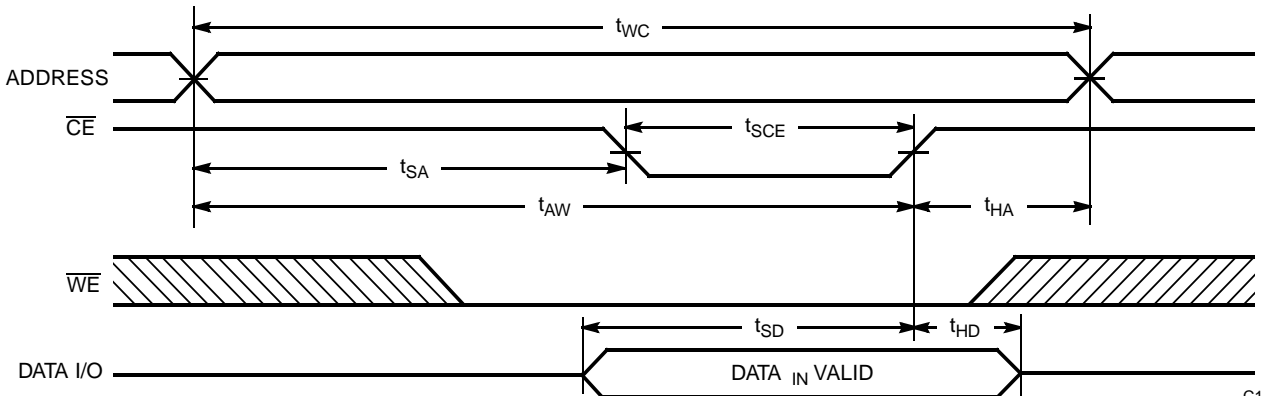 tWC
ADDRESS
CE
tSCE
tSA
tAW
tHA
WE
tSD
tHD
DATA I/O
DATA IN VALID